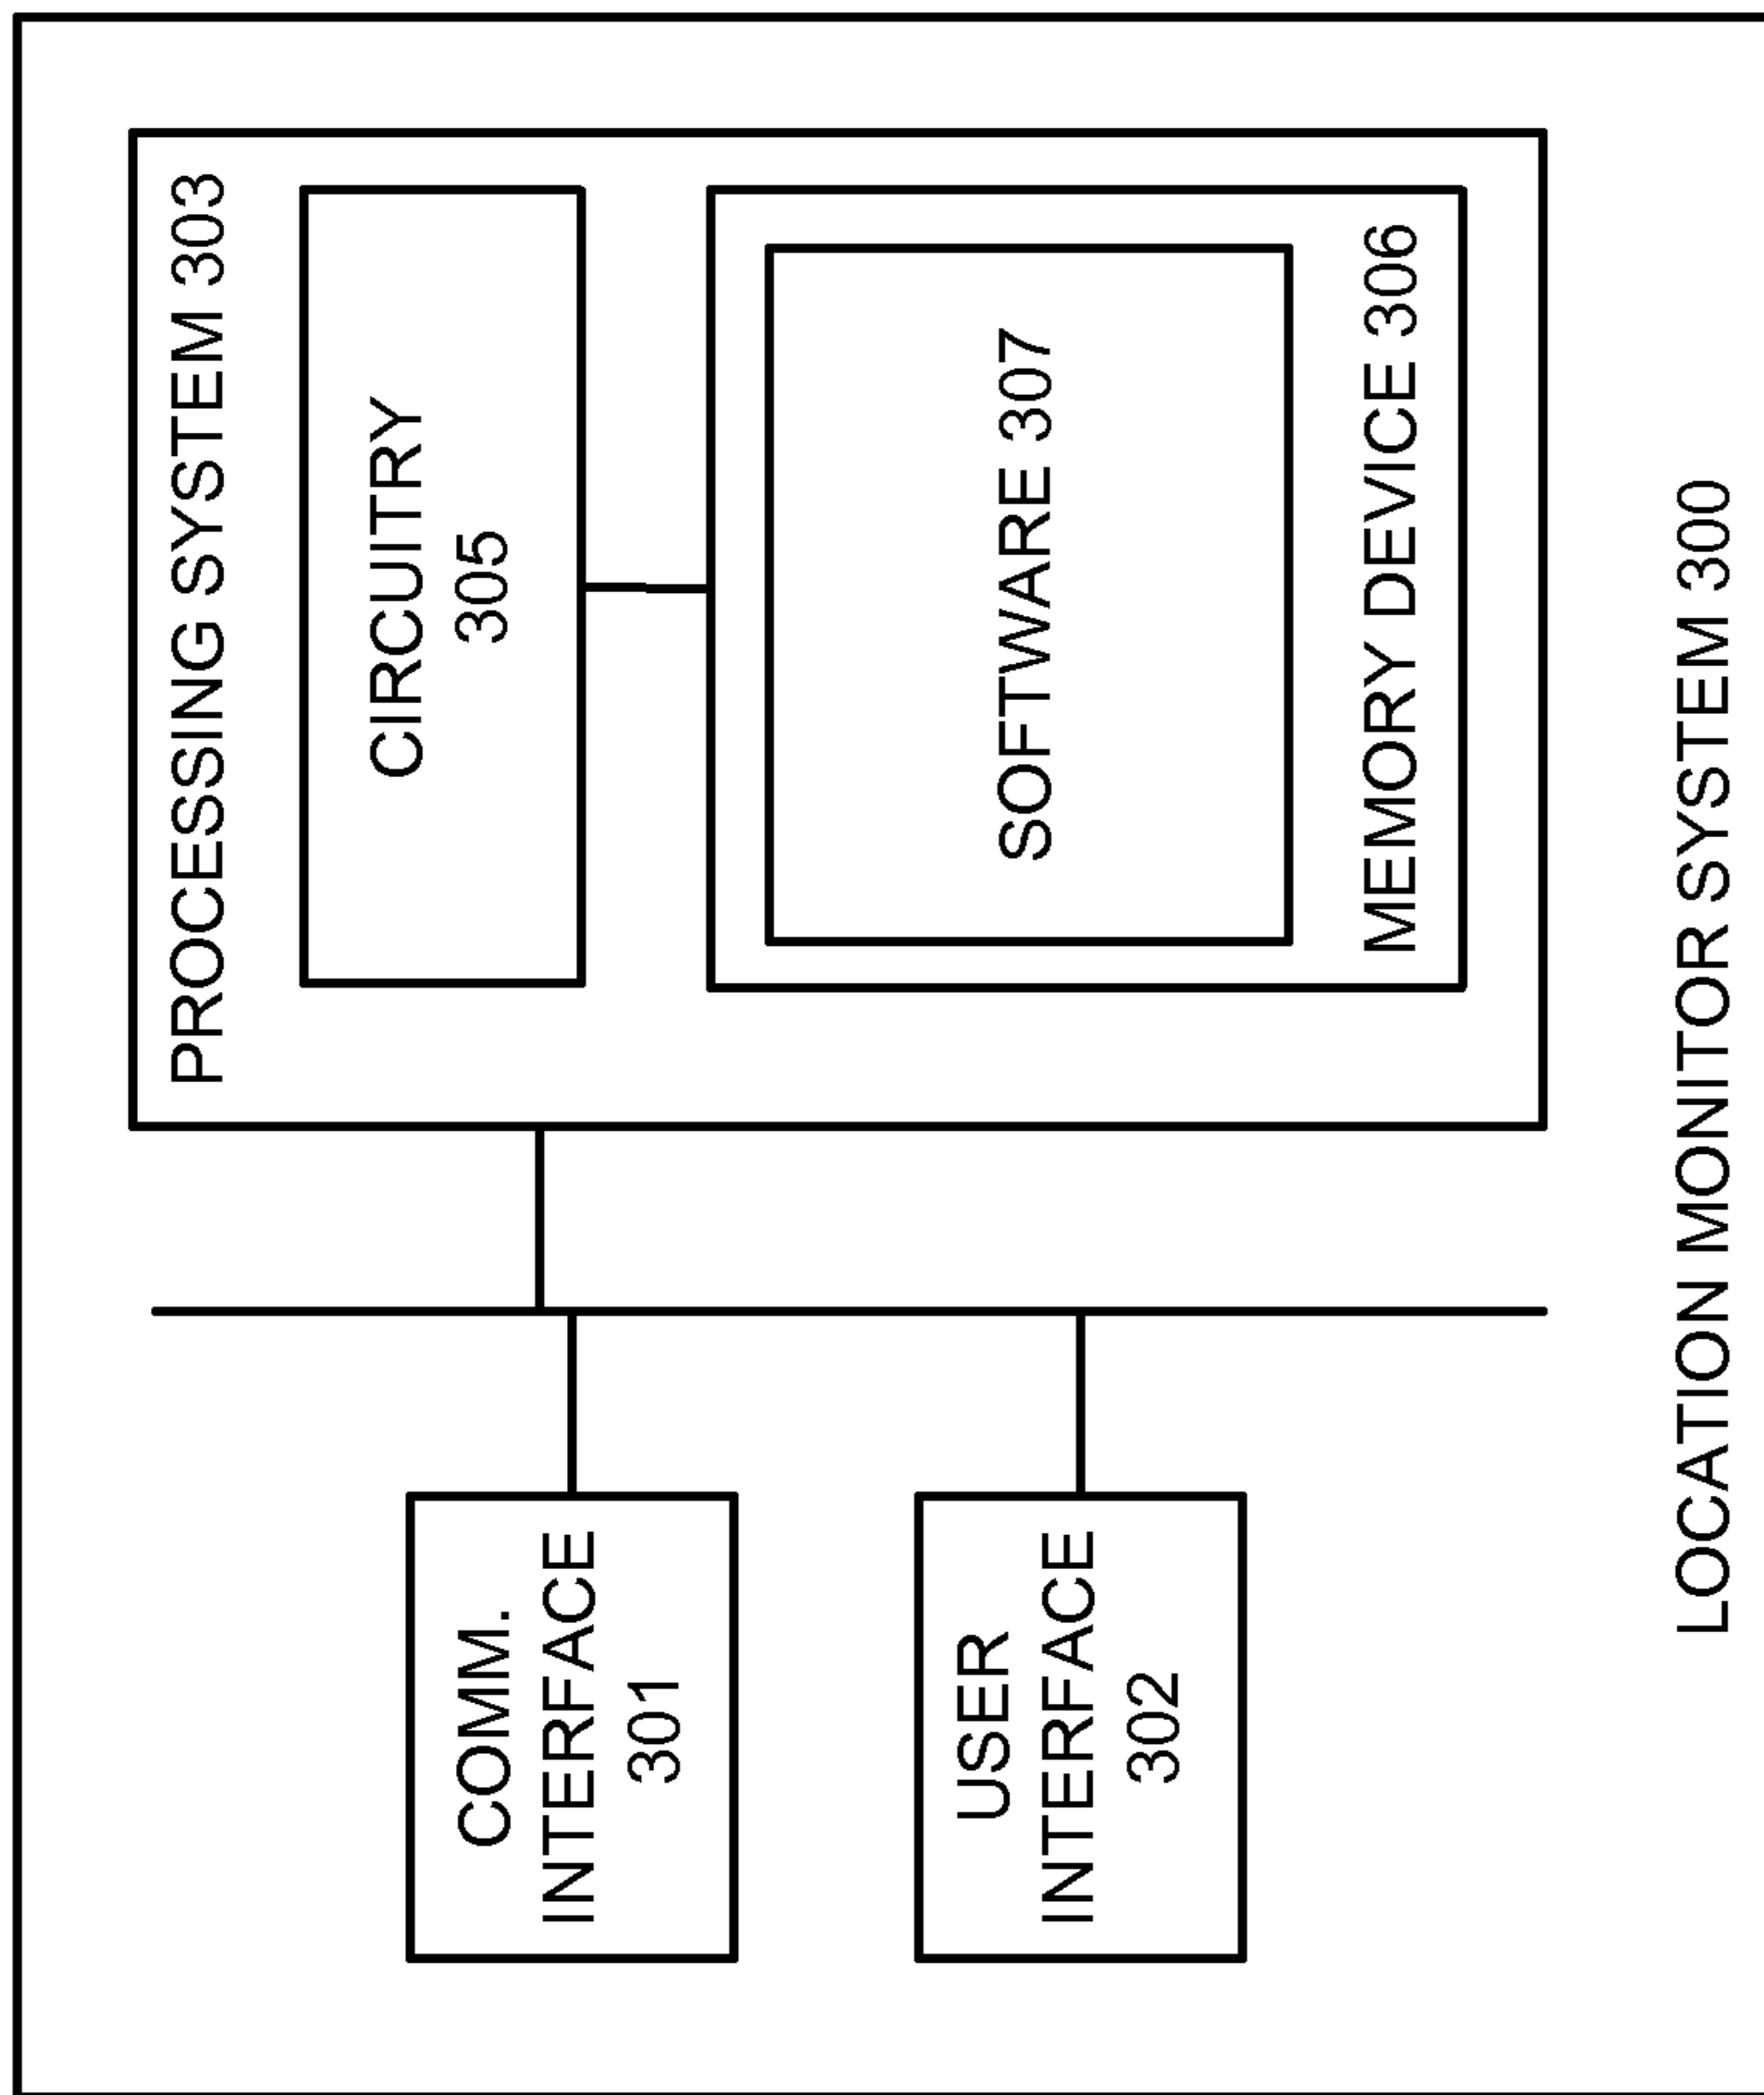 PROCESSING SYSTEM 303
CIRCUITRY
305
COMM.
INTERFACE
301
SOFTWARE 307
USER
INTERFACE
302
MEMORY DEVICE 306
LOCATION MONITOR SYSTEM 300